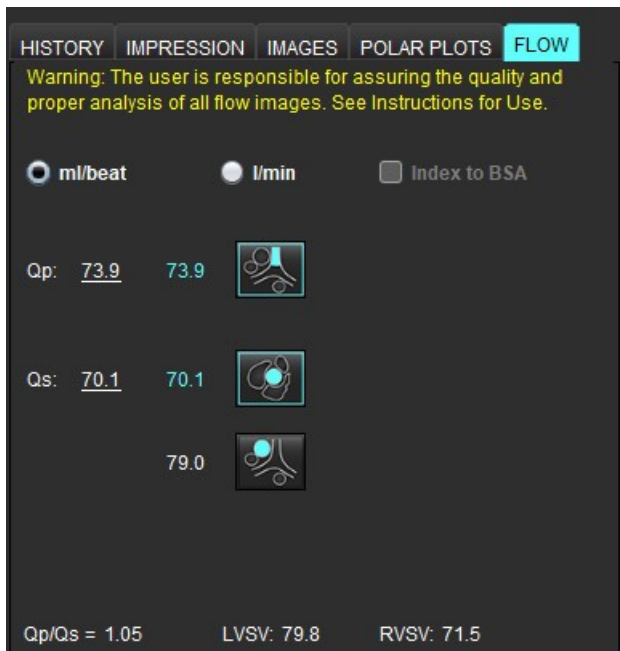 HISTORY IMPRESSION IMAGES POLAR PLOTS FLOW
Warning: The user is responsible for assuring the quality and
proper analysis of all flow images. See Instructions for Use.
ml/beat l/min Index to BSA
Qp: 73.9 73.9
Qs: 70.1 70.1
79.0
Qp/Qs = 1.05 LVSV: 79.8 RVSV: 71.5